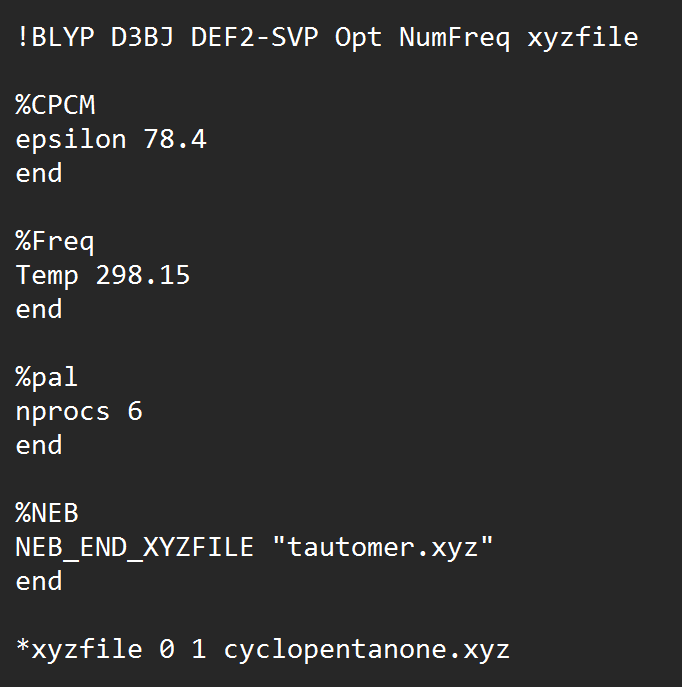 !BLYP D3BJ DEF2-SVP Opt NumFreq xyzfile
%CPCM
epsilon 78.4
end
%Freq
Temp 298.15
end
%pal
nprocs 6
end
%NEB
NEB_END_XYZFILE "tautomer.xyz"
end
*xyzfile 0 1 cyclopentanone.xyz